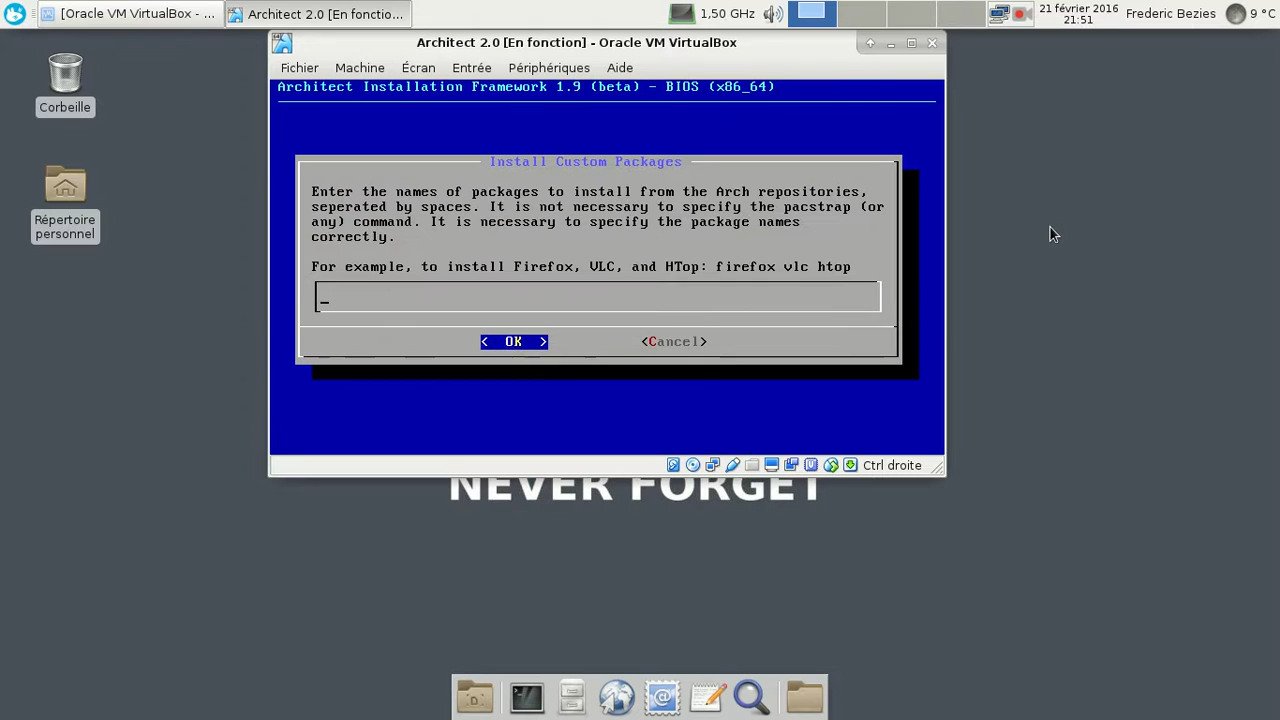 [Oracle VM VirtualBox - ...
Architect 2.0 [En fonctio...
1,50 GHz
21 février 2016
21:51
Frederic Bezies
9 °C
Corbeille
Répertoire
personnel
Architect 2.0 [En fonction] - Oracle VM VirtualBox
Fichier Machine Écran Entrée Périphériques Aide
Architect Installation Framework 1.9 (beta) - BIOS (x86_64)
Install Custom Packages
Enter the names of packages to install from the Arch repositories,
seperated by spaces. It is not necessary to specify the pacstrap (or
any) command. It is necessary to specify the package names
correctly.
For example, to install Firefox, VLC, and HTop: firefox vlc htop
_
< OK > <Cancel>
Ctrl droite
NEVER FORGET